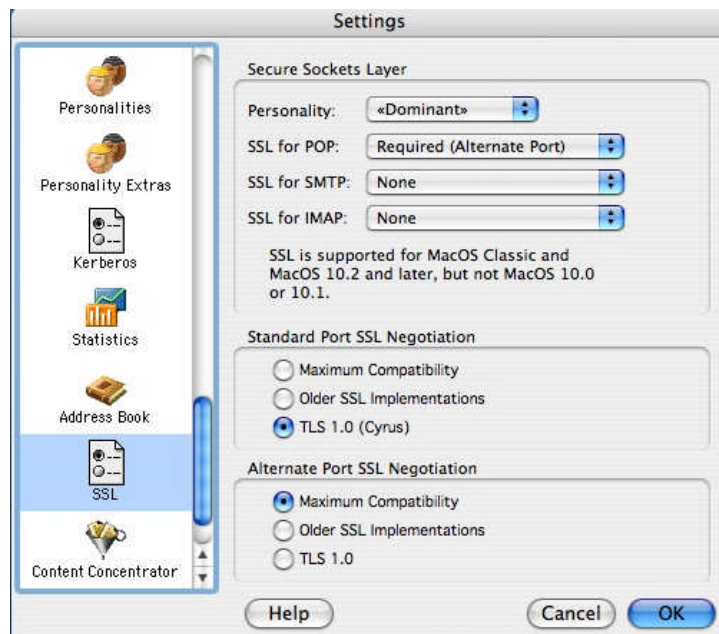 Settings
Personalities
Personality Extras
Kerberos
Statistics
Address Book
SSL
Content Concentrator
Secure Sockets Layer
Personality: «Dominant»
SSL for POP: Required (Alternate Port)
SSL for SMTP: None
SSL for IMAP: None
SSL is supported for MacOS Classic and
MacOS 10.2 and later, but not MacOS 10.0
or 10.1.
Standard Port SSL Negotiation
Maximum Compatibility
Older SSL Implementations
TLS 1.0 (Cyrus)
Alternate Port SSL Negotiation
Maximum Compatibility
Older SSL Implementations
TLS 1.0
Help Cancel OK